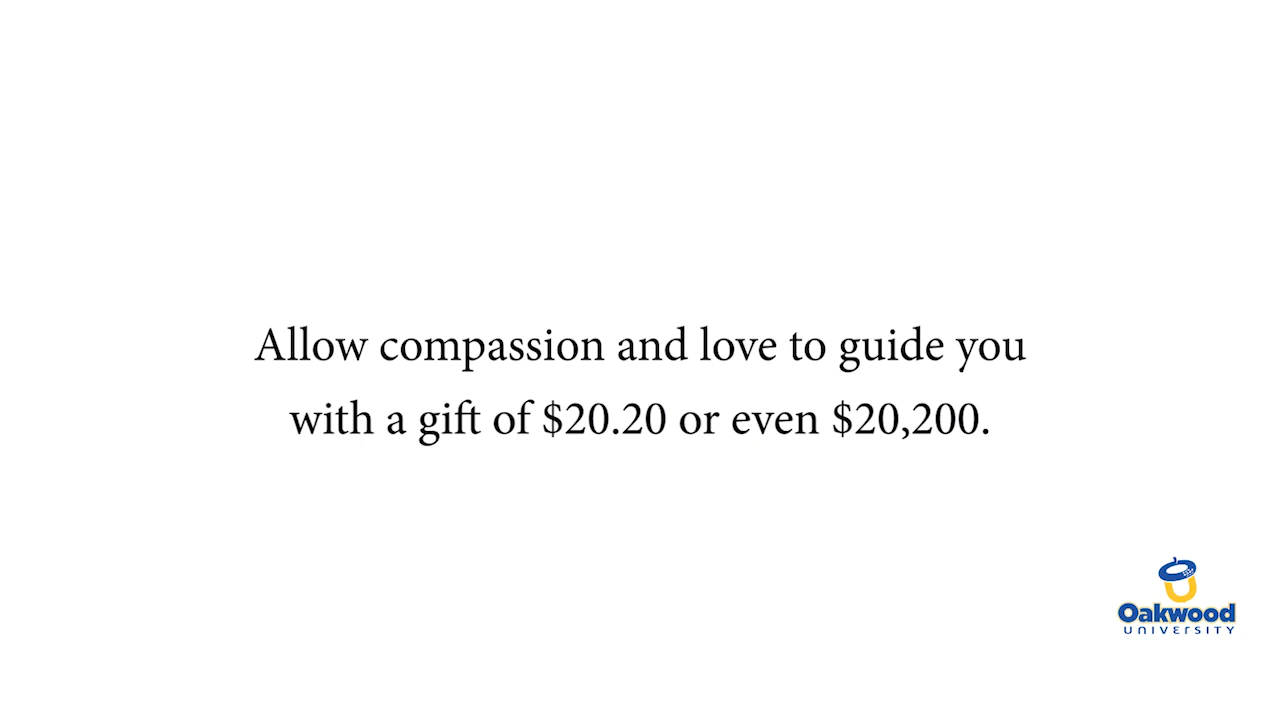 Allow compassion and love to guide you
with a gift of $20.20 or even $20,200.
Oakwood
UNIVERSITY